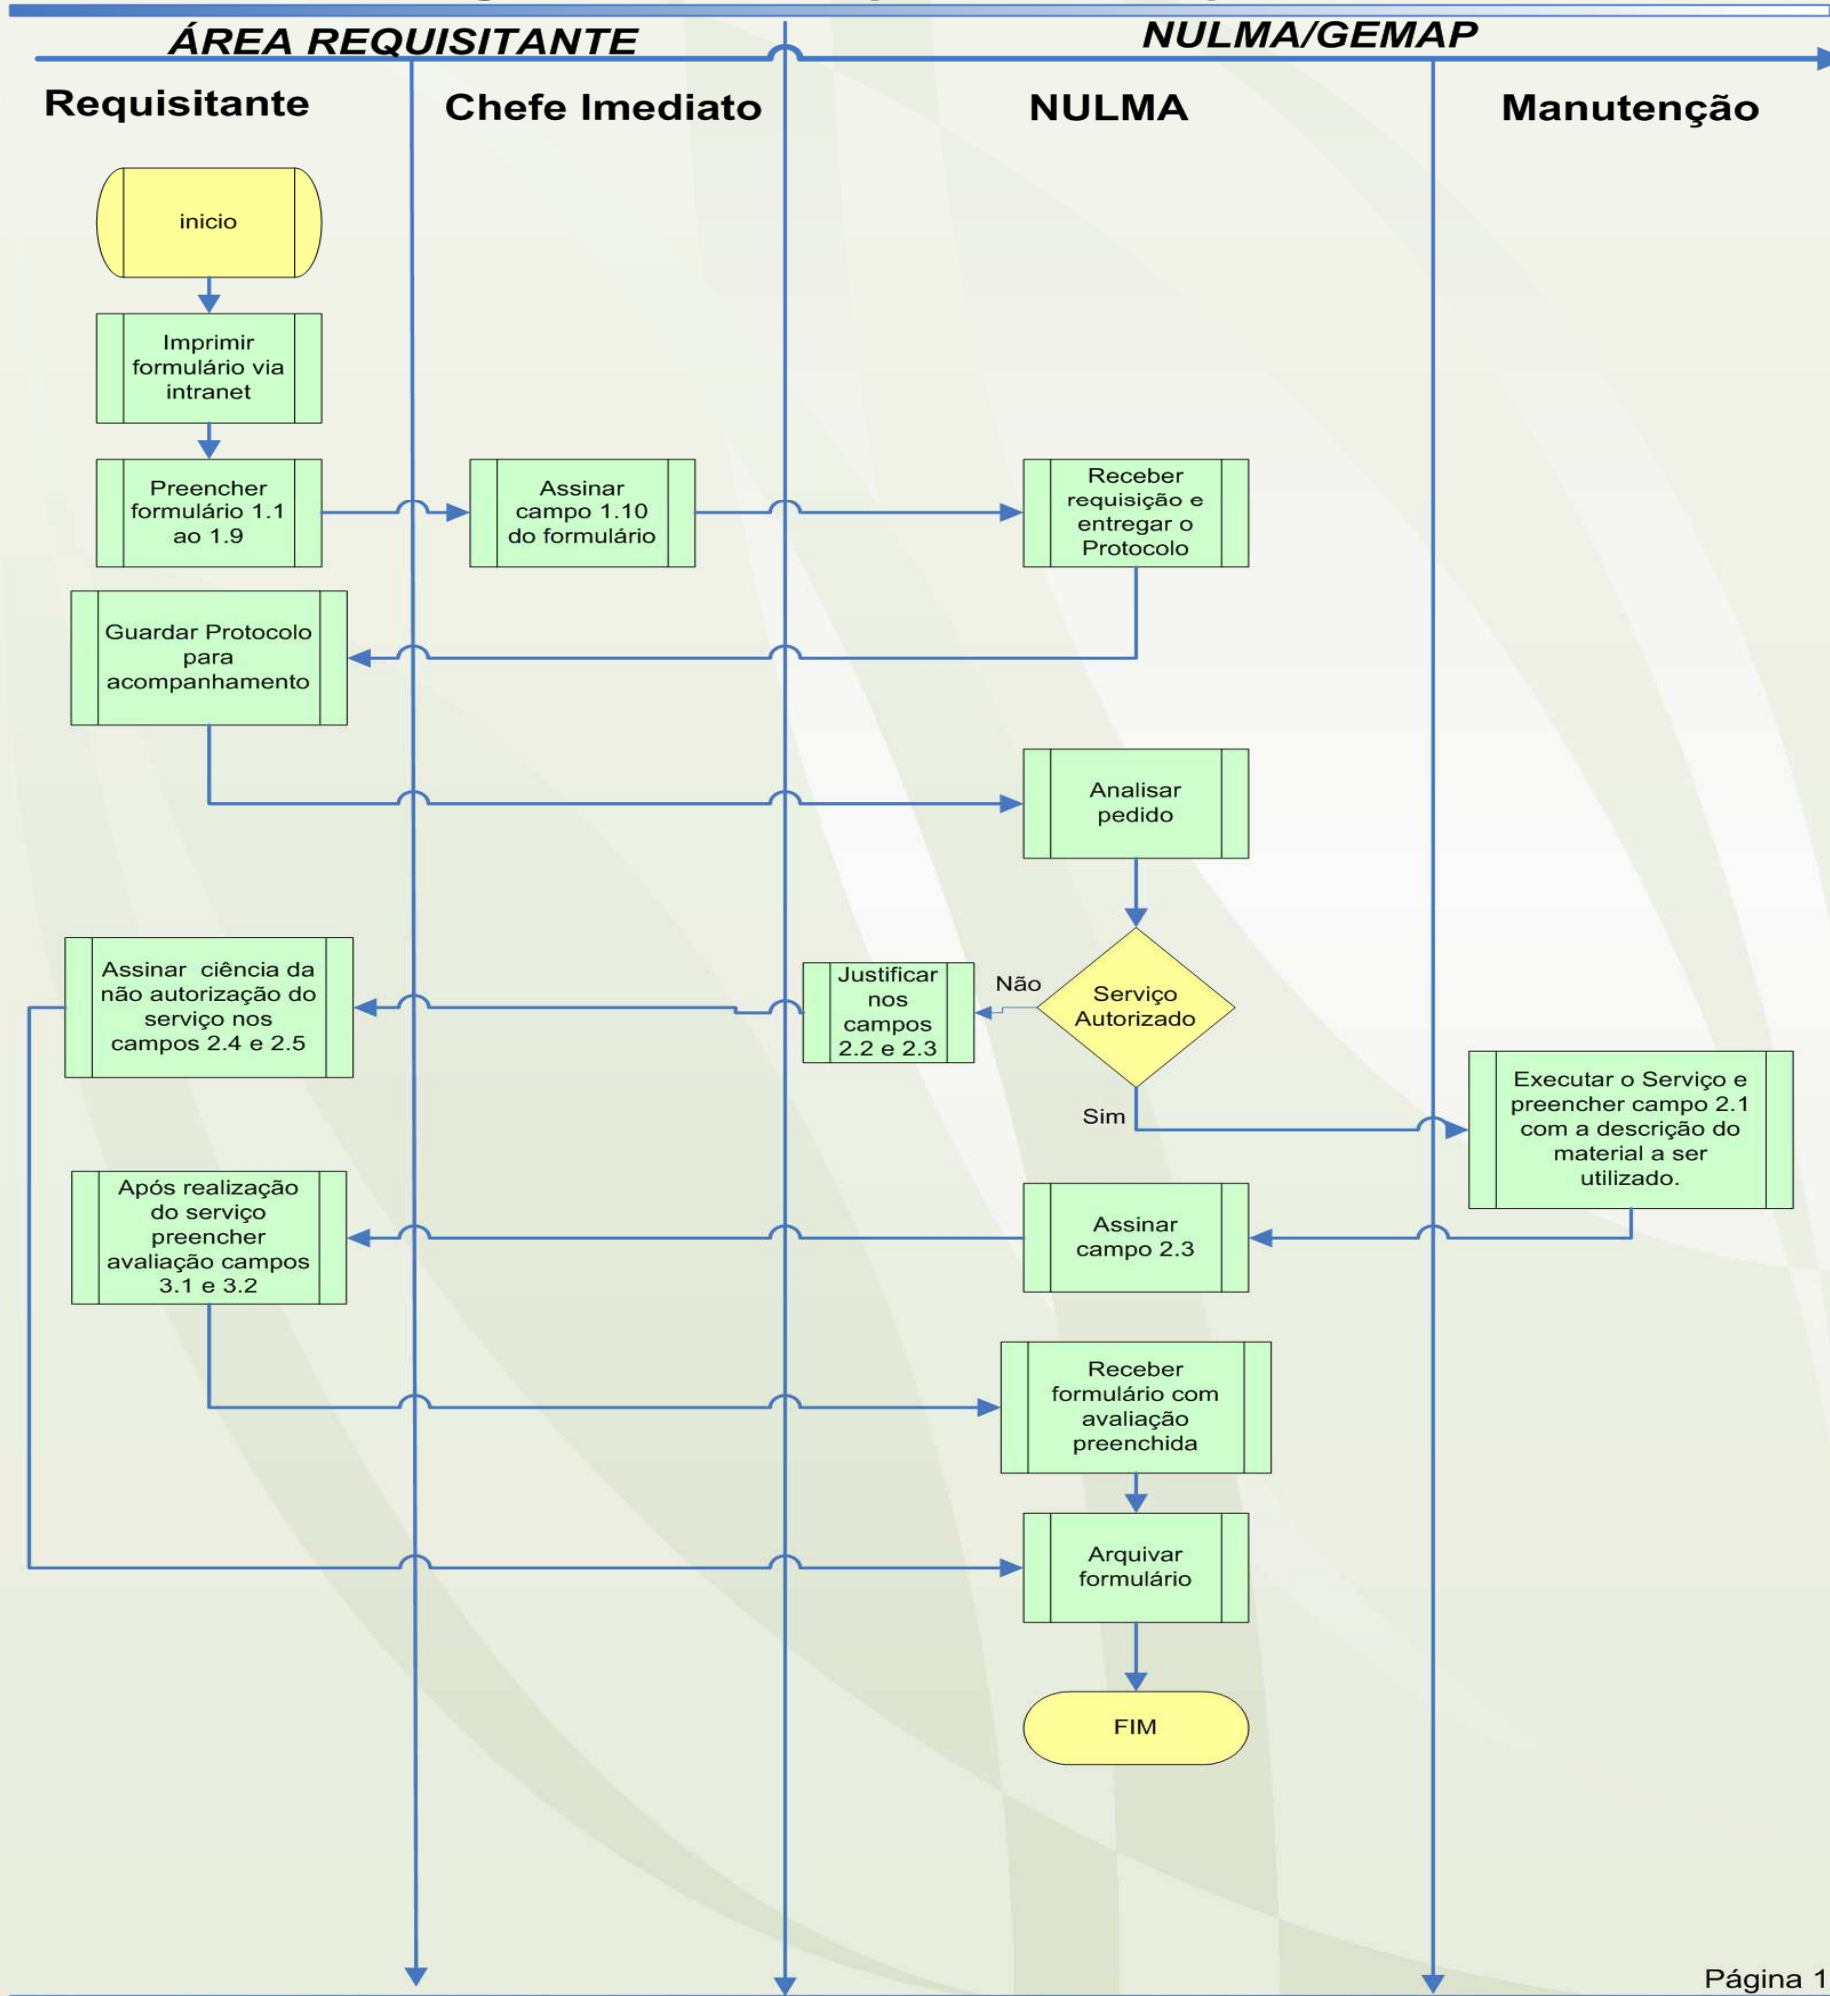 ÁREA REQUISITANTE
NULMA/GEMAP
Requisitante
Chefe Imediato
NULMA
Manutenção
inicio
Imprimir
formulário via
intranet
Preencher
formulário 1.1
ao 1.9
Assinar
campo 1.10
do formulário
Receber
requisição e
entregar o
Protocolo
Guardar Protocolo
para
acompanhamento
Analisar
pedido
Serviço
Autorizado
Não
Justificar
nos
campos
2.2 e 2.3
Assinar ciência da
não autorização do
serviço nos
campos 2.4 e 2.5
Sim
Executar o Serviço e
preencher campo 2.1
com a descrição do
material a ser
utilizado.
Assinar
campo 2.3
Após realização
do serviço
preencher
avaliação campos
3.1 e 3.2
Receber
formulário com
avaliação
preenchida
Arquivar
formulário
FIM
Página 1